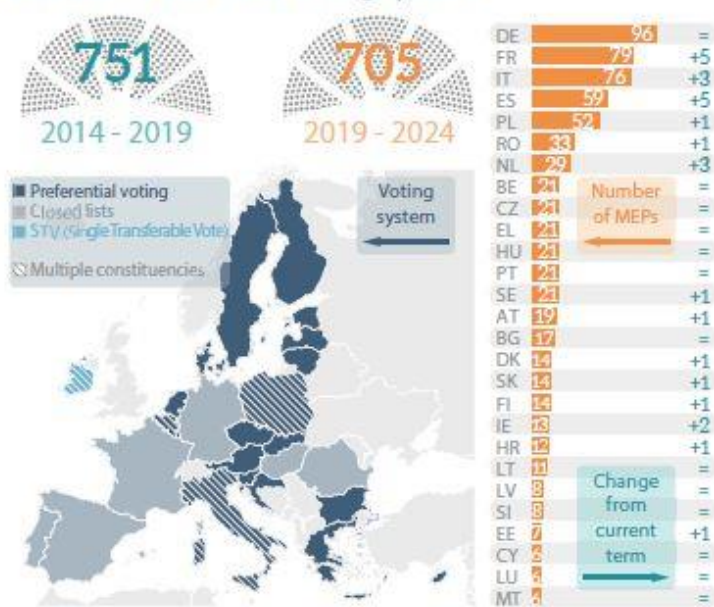 751
705
2014 - 2019
2019 - 2024
Preferential voting
Closed lists
STV (Single Transferable Vote)
Multiple constituencies
Voting
system
DE 96 =
FR 79 +5
IT 76 +3
ES 59 +5
PL 52 +1
RO 33 +1
NL 29 +3
BE 21 =
CZ 21 =
EL 21 =
HU 21 =
PT 21 =
SE 21 +1
AT 19 +1
BG 17 =
DK 14 +1
SK 14 +1
FI 14 +1
IE 13 +2
HR 12 +1
LT 11 =
LV 8 =
SI 8 =
EE 7 +1
CY 6 =
LU 6 =
MT 6 =
Number
of MEPs
Change
from
current
term